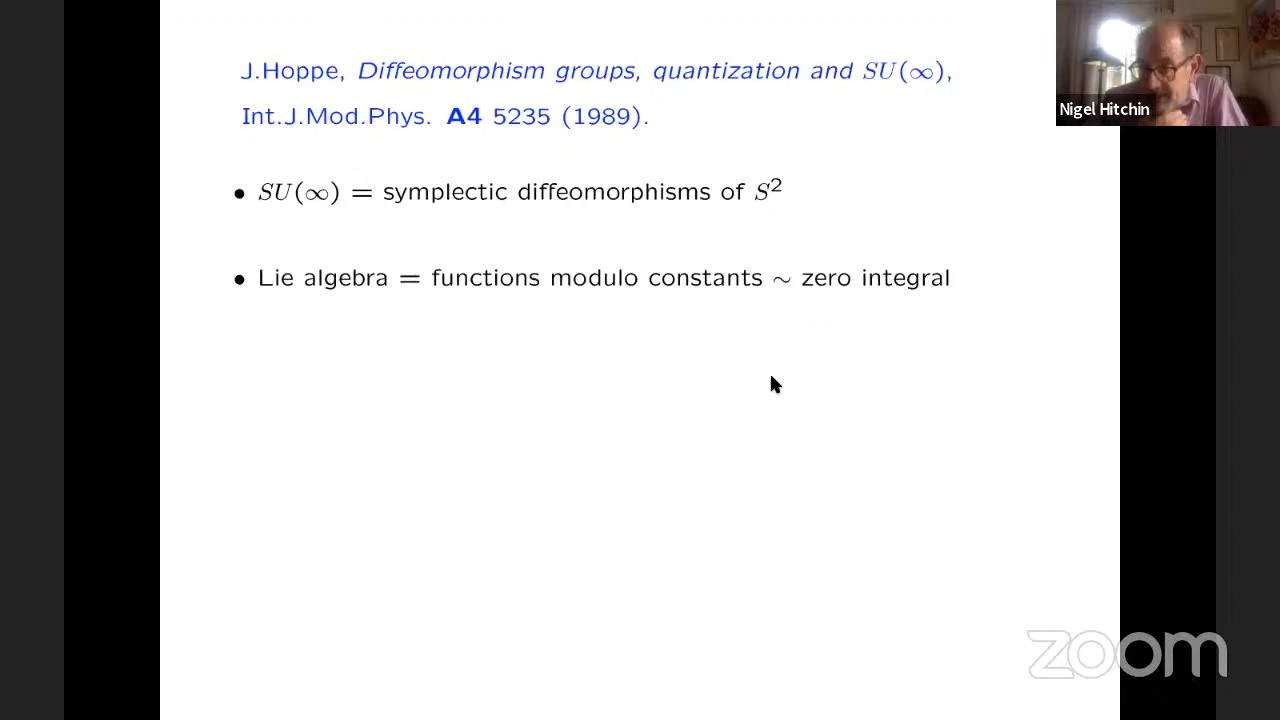 J.Hoppe, Diffeomorphism groups, quantization and SU(∞),
Int.J.Mod.Phys. A4 5235 (1989).
Nigel Hitchin
• SU(∞) = symplectic diffeomorphisms of S²
• Lie algebra = functions modulo constants ∼ zero integral
zoom